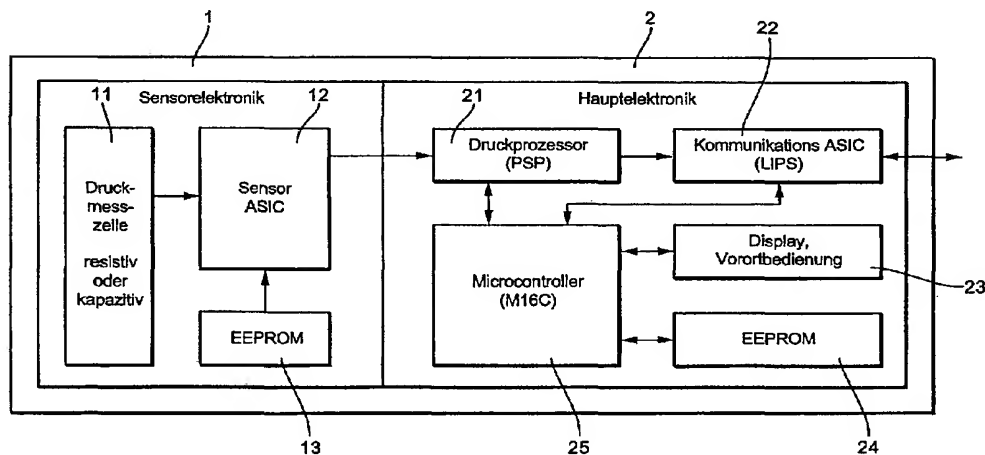 1
2
22
11
Sensorelektronik
12
21
Hauptelektronik
Druck-
mess-
zelle
resistiv
oder
kapazitiv
Sensor
ASIC
Druckprozessor
(PSP)
Kommunikations ASIC
(LIPS)
Microcontroller
(M16C)
Display,
Vorortbedienung
23
EEPROM
EEPROM
13
25
24